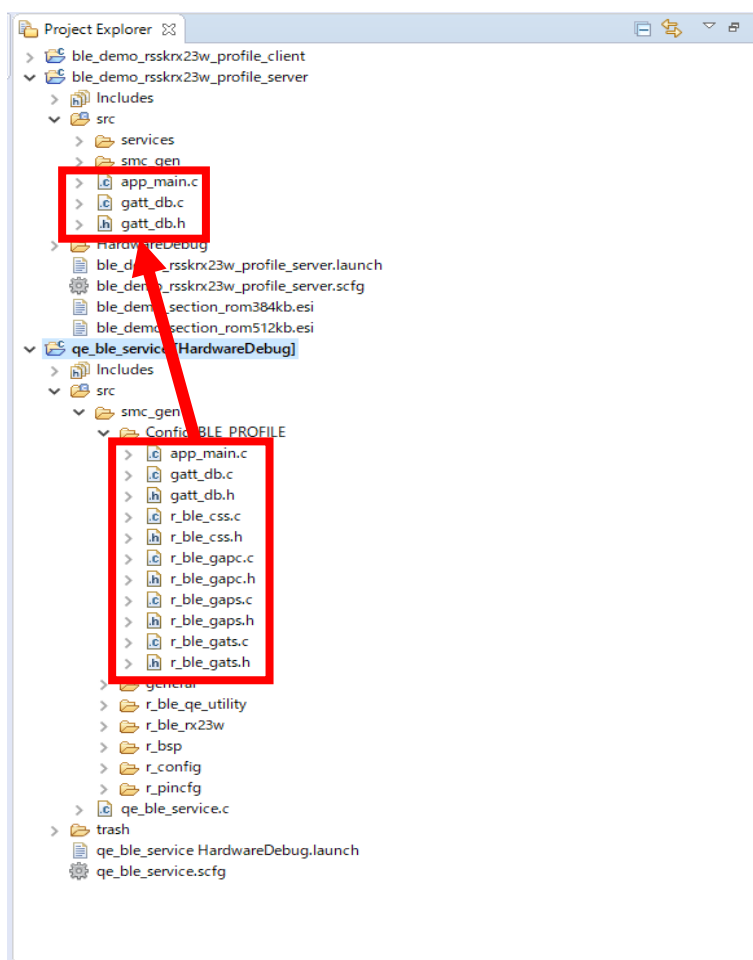 Project Explorer
ble_demo_rsskrx23w_profile_client
ble_demo_rsskrx23w_profile_server
Includes
src
services
smc_gen
app_main.c
gatt_db.c
gatt_db.h
HardwareDebug
ble_demo_rsskrx23w_profile_server.launch
ble_demo_rsskrx23w_profile_server.scfg
ble_demo_section_rom384kb.esi
ble_demo_section_rom512kb.esi
qe_ble_service [HardwareDebug]
Includes
src
smc_gen
Config_BLE_PROFILE
app_main.c
gatt_db.c
gatt_db.h
r_ble_css.c
r_ble_css.h
r_ble_gapc.c
r_ble_gapc.h
r_ble_gaps.c
r_ble_gaps.h
r_ble_gats.c
r_ble_gats.h
general
r_ble_qe_utility
r_ble_rx23w
r_bsp
r_config
r_pincfg
qe_ble_service.c
trash
qe_ble_service HardwareDebug.launch
qe_ble_service.scfg